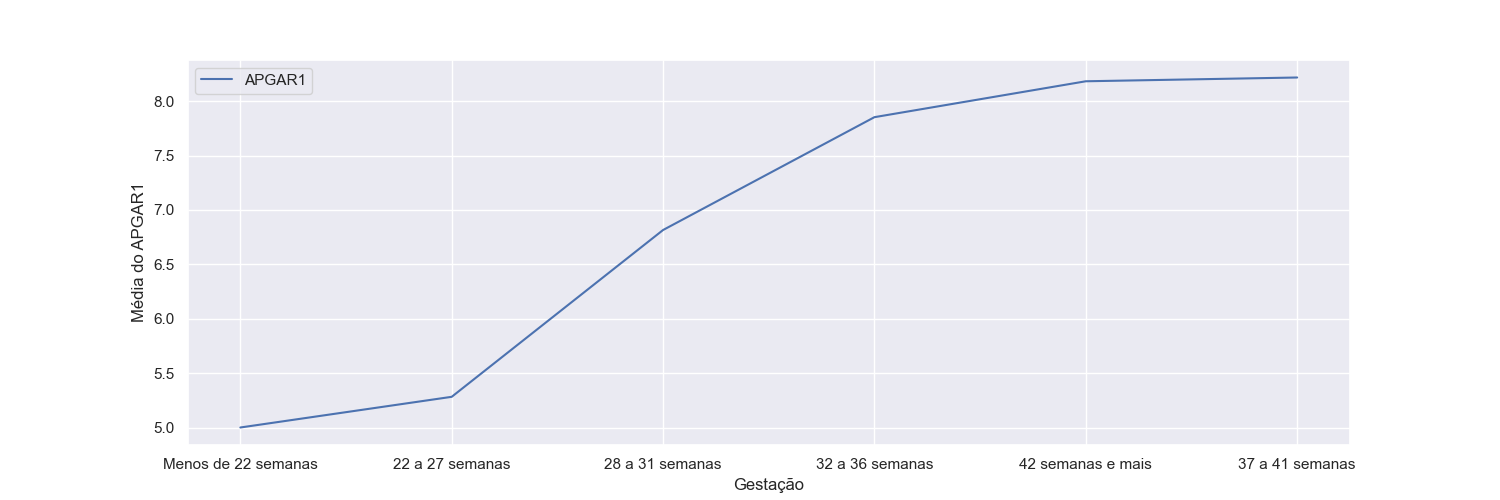 APGAR1
8.0
7.5
7.0
6.5
6.0
5.5
5.0
Média do APGAR1
Menos de 22 semanas
22 a 27 semanas
28 a 31 semanas
32 a 36 semanas
42 semanas e mais
37 a 41 semanas
Gestação